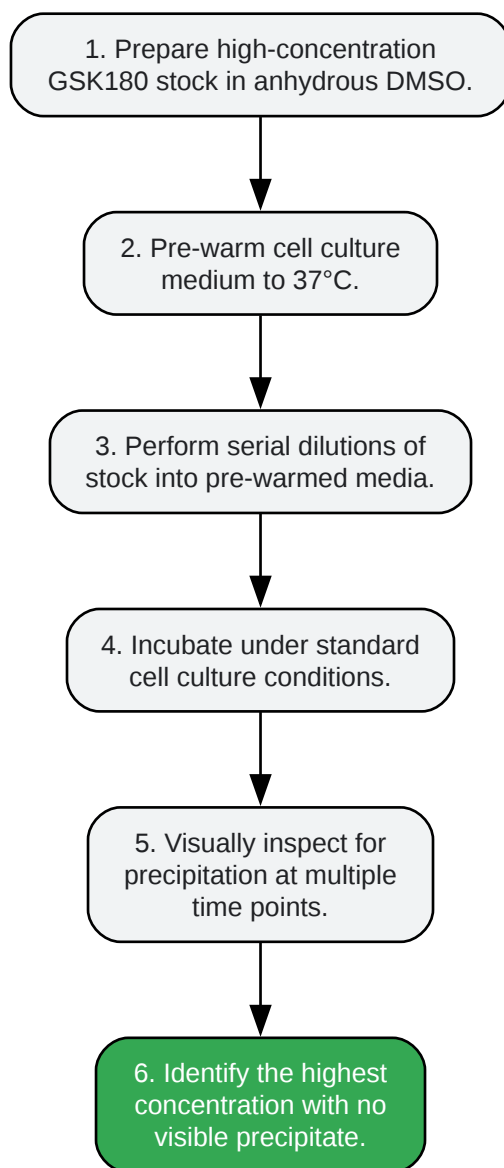 1. Prepare high-concentration
GSK180 stock in anhydrous DMSO.
2. Pre-warm cell culture
medium to 37°C.
3. Perform serial dilutions of
stock into pre-warmed media.
4. Incubate under standard
cell culture conditions.
5. Visually inspect for
precipitation at multiple
time points.
6. Identify the highest
concentration with no
visible precipitate.